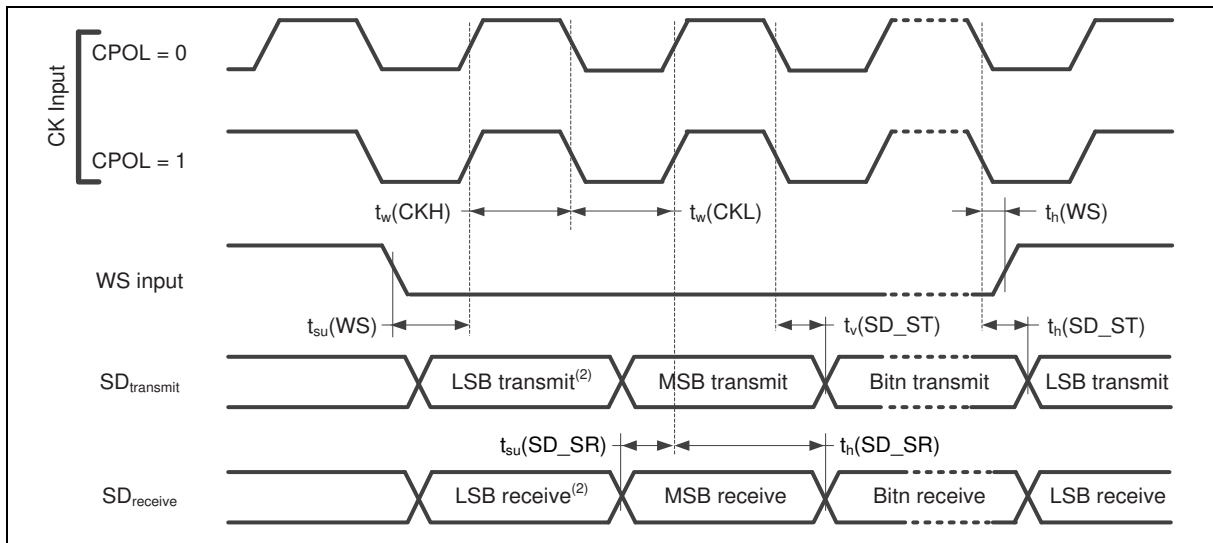 CK Input
CPOL = 0
CPOL = 1
tw(CKH)
tw(CKL)
th(WS)
WS input
tsu(WS)
tv(SD_ST)
th(SD_ST)
SDtransmit
LSB transmit(2)
MSB transmit
Bitn transmit
LSB transmit
tsu(SD_SR)
th(SD_SR)
SDreceive
LSB receive(2)
MSB receive
Bitn receive
LSB receive